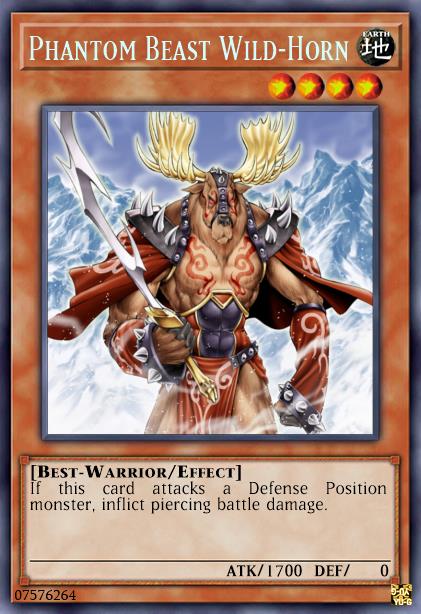 PHANTOM BEAST WILD-HORN
EARTH
地
[BEST-WARRIOR/EFFECT]
If this card attacks a Defense Position
monster, inflict piercing battle damage.
ATK/1700 DEF/ 0
07576264